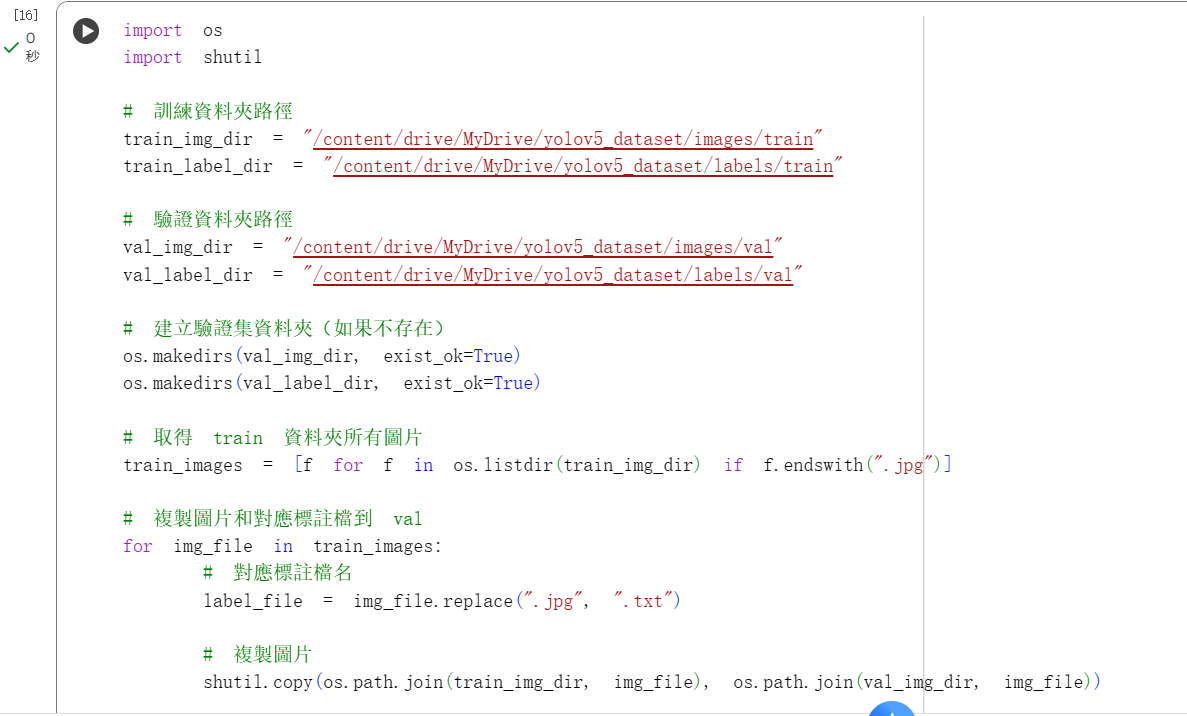 [16]
0
秒
import os
import shutil
# 訓練資料夾路徑
train_img_dir = "/content/drive/MyDrive/yolov5_dataset/images/train"
train_label_dir = "/content/drive/MyDrive/yolov5_dataset/labels/train"
# 驗證資料夾路徑
val_img_dir = "/content/drive/MyDrive/yolov5_dataset/images/val"
val_label_dir = "/content/drive/MyDrive/yolov5_dataset/labels/val"
# 建立驗證集資料夾（如果不存在）
os.makedirs(val_img_dir, exist_ok=True)
os.makedirs(val_label_dir, exist_ok=True)
# 取得 train 資料夾所有圖片
train_images = [f for f in os.listdir(train_img_dir) if f.endswith(".jpg")]
# 複製圖片和對應標註檔到 val
for img_file in train_images:
# 對應標註檔名
label_file = img_file.replace(".jpg", ".txt")
# 複製圖片
shutil.copy(os.path.join(train_img_dir, img_file), os.path.join(val_img_dir, img_file))